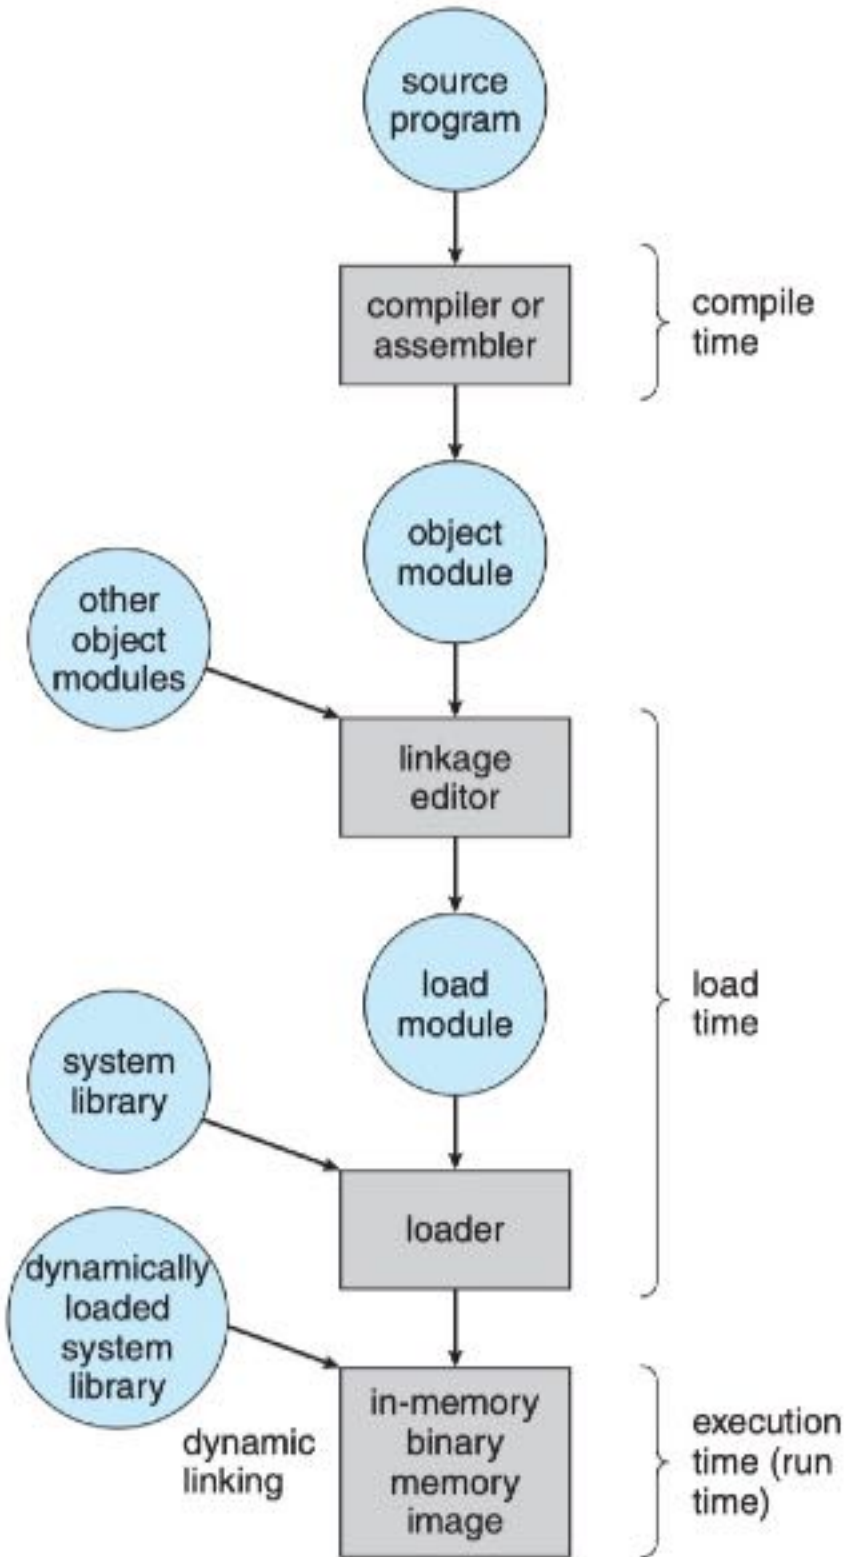 source
program
compiler or
assembler
compile
time
object
module
other
object
modules
linkage
editor
load
module
load
time
system
library
loader
dynamically
loaded
system
library
dynamic
linking
in-memory
binary
memory
image
execution
time (run
time)